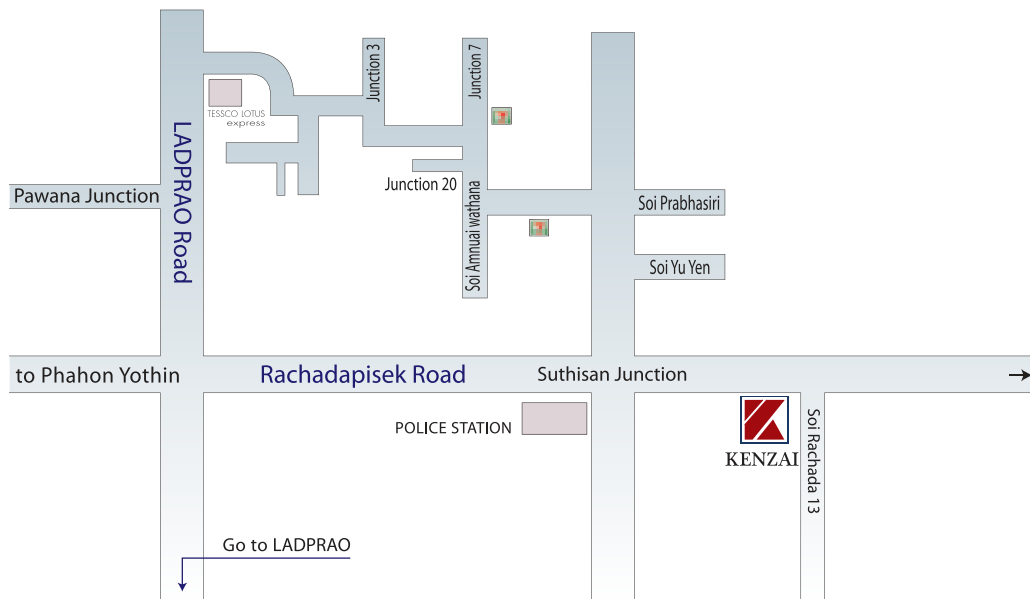 Junction 3
Junction 7
TESSCO LOTUS
express
LADPRAO Road
Pawana Junction
Junction 20
Soi Amnuai wathana
Soi Prabhasiri
Soi Yu Yen
to Phahon Yothin
Rachadapisek Road
Suthisan Junction
POLICE STATION
KENZAI
Soi Rachada 13
Go to LADPRAO